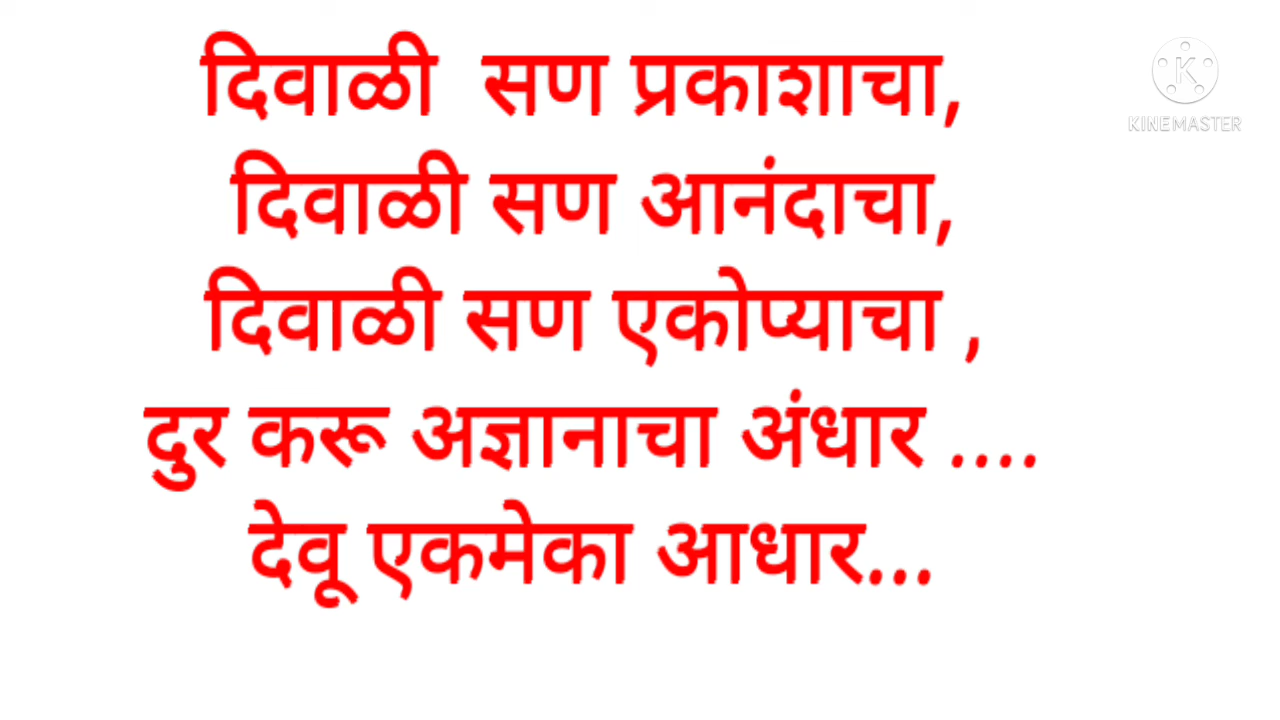 दिवाळी सण प्रकाशाचा,
दिवाळी सण आनंदाचा,
दिवाळी सण एकोप्याचा ,
दुर करू अज्ञानाचा अंधार ....
देवू एकमेका आधार...
K
KINEMASTER